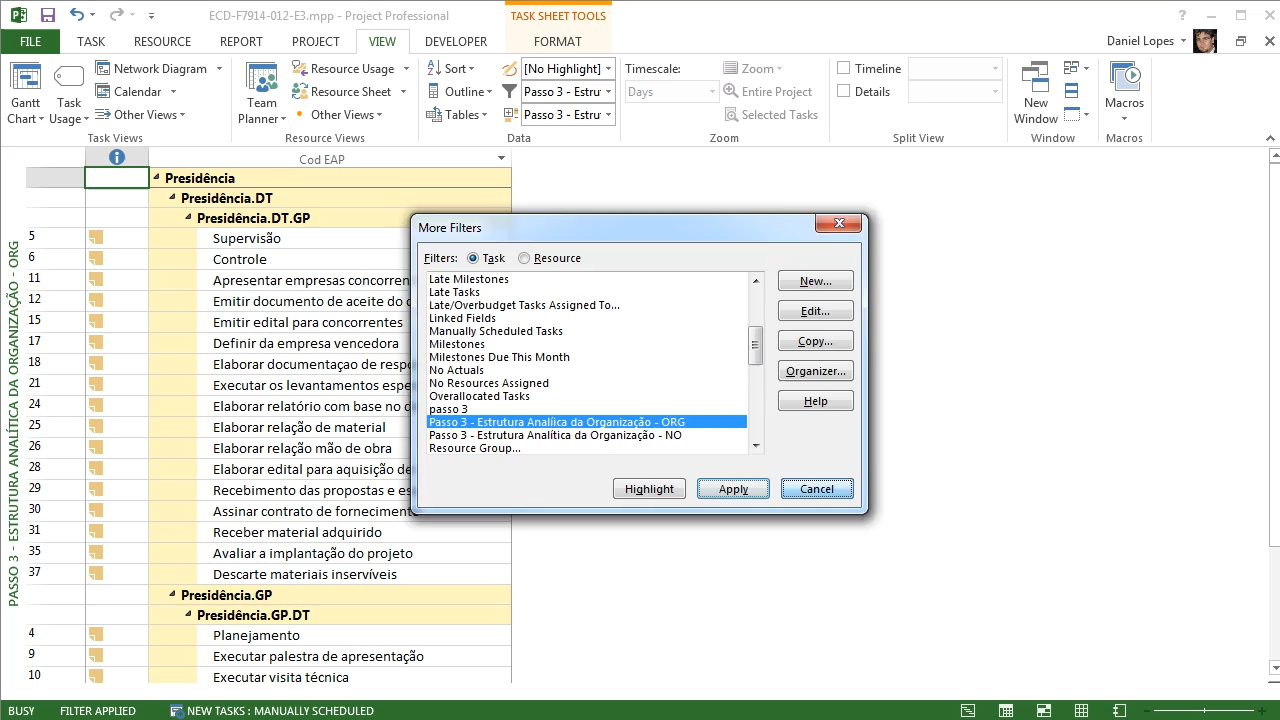 ECD-F7914-012-E3.mpp - Project Professional
TASK SHEET TOOLS
FILE
TASK
RESOURCE
REPORT
PROJECT
VIEW
DEVELOPER
FORMAT
Daniel Lopes
Gantt Chart
Task Usage
Network Diagram
Calendar
Other Views
Task Views
Team Planner
Resource Usage
Resource Sheet
Other Views
Resource Views
Sort
Outline
Tables
[No Highlight]
Passo 3 - Estru
Passo 3 - Estru
Data
Timescale:
Days
Zoom
Entire Project
Selected Tasks
Zoom
Timeline
Details
Split View
New Window
Window
Macros
Macros
Cod EAP
PASSO 3 - ESTRUTURA ANALÍTICA DA ORGANIZAÇÃO - ORG
Presidência
Presidência.DT
Presidência.DT.GP
5 Supervisão
6 Controle
11 Apresentar empresas concorren
12 Emitir documento de aceite do
15 Emitir edital para concorrentes
17 Definir da empresa vencedora
18 Elaborar documentaçao de respo
21 Executar os levantamentos espe
24 Elaborar relatório com base no
25 Elaborar relação de material
26 Elaborar relação mão de obra
28 Elaborar edital para aquisição de
29 Recebimento das propostas e es
30 Assinar contrato de fornecimento
31 Receber material adquirido
35 Avaliar a implantação do projeto
37 Descarte materiais inservíveis
Presidência.GP
Presidência.GP.DT
4 Planejamento
9 Executar palestra de apresentação
10 Executar visita técnica
More Filters
Filters: Task Resource
Late Milestones
Late Tasks
Late/Overbudget Tasks Assigned To...
Linked Fields
Manually Scheduled Tasks
Milestones
Milestones Due This Month
No Actuals
No Resources Assigned
Overallocated Tasks
passo 3
Passo 3 - Estrutura Analíica da Organização - ORG
Passo 3 - Estrutura Analítica da Organização - NO
Resource Group...
New...
Edit...
Copy...
Organizer...
Help
Highlight
Apply
Cancel
BUSY
FILTER APPLIED
NEW TASKS : MANUALLY SCHEDULED